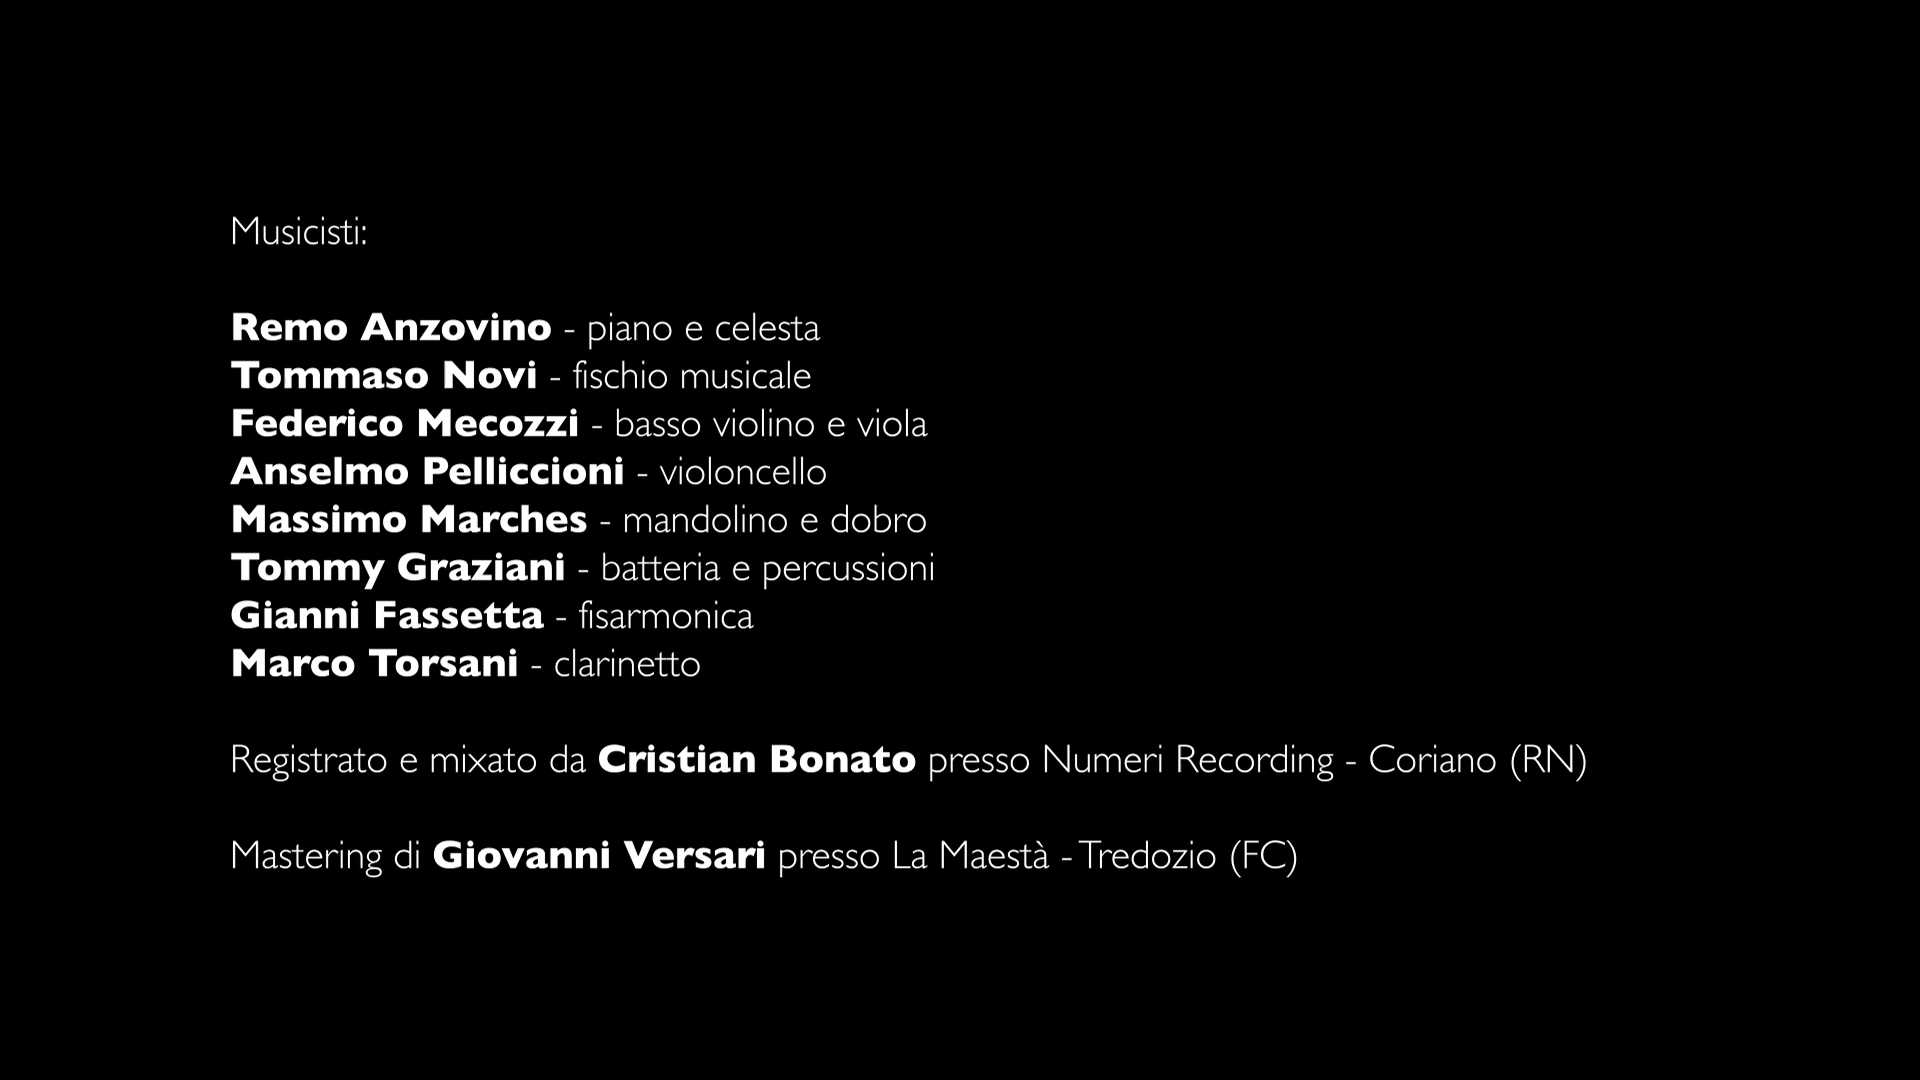 Musicisti:
Remo Anzovino - piano e celesta
Tommaso Novi - fischio musicale
Federico Mecozzi - basso violino e viola
Anselmo Pelliccioni - violoncello
Massimo Marches - mandolino e dobro
Tommy Graziani - batteria e percussioni
Gianni Fassetta - fisarmonica
Marco Torsani - clarinetto
Registrato e mixato da Cristian Bonato presso Numeri Recording - Coriano (RN)
Mastering di Giovanni Versari presso La Maestà - Tredozio (FC)